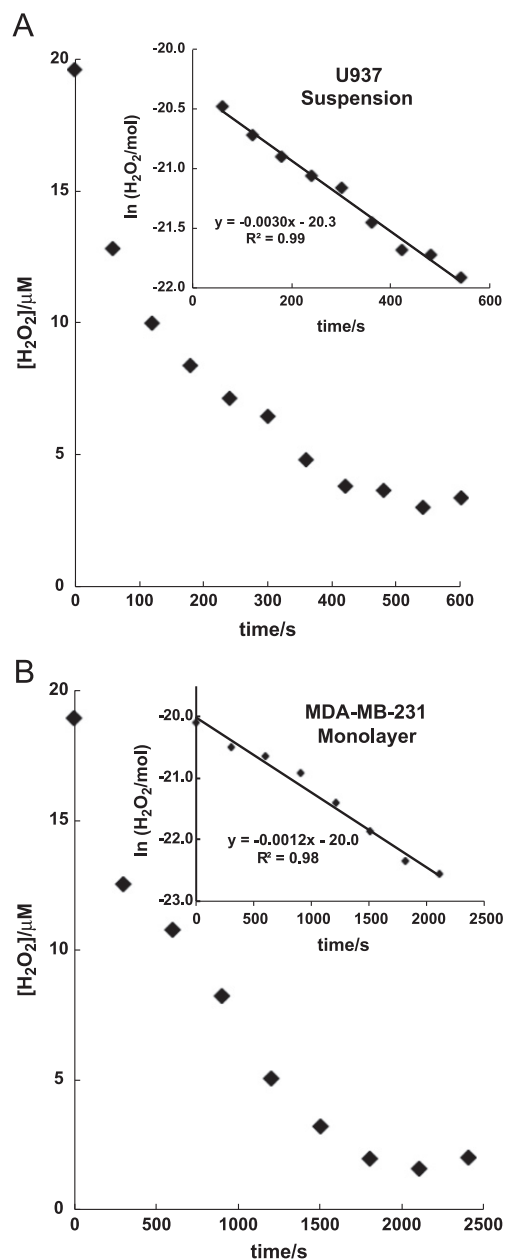 A
20
15
10
5
0
[H₂O₂]/μM
0 100 200 300 400 500 600
time/s
U937
Suspension
-20.0
-20.5
-21.0
-21.5
-22.0
ln (H₂O₂/mol)
y = -0.0030x - 20.3
R² = 0.99
0 200 400 600
time/s
B
20
15
10
5
0
[H₂O₂]/μM
0 500 1000 1500 2000 2500
time/s
MDA-MB-231
Monolayer
-20.0
-21.0
-22.0
-23.0
ln (H₂O₂/mol)
y = -0.0012x - 20.0
R² = 0.98
0 500 1000 1500 2000 2500
time/s